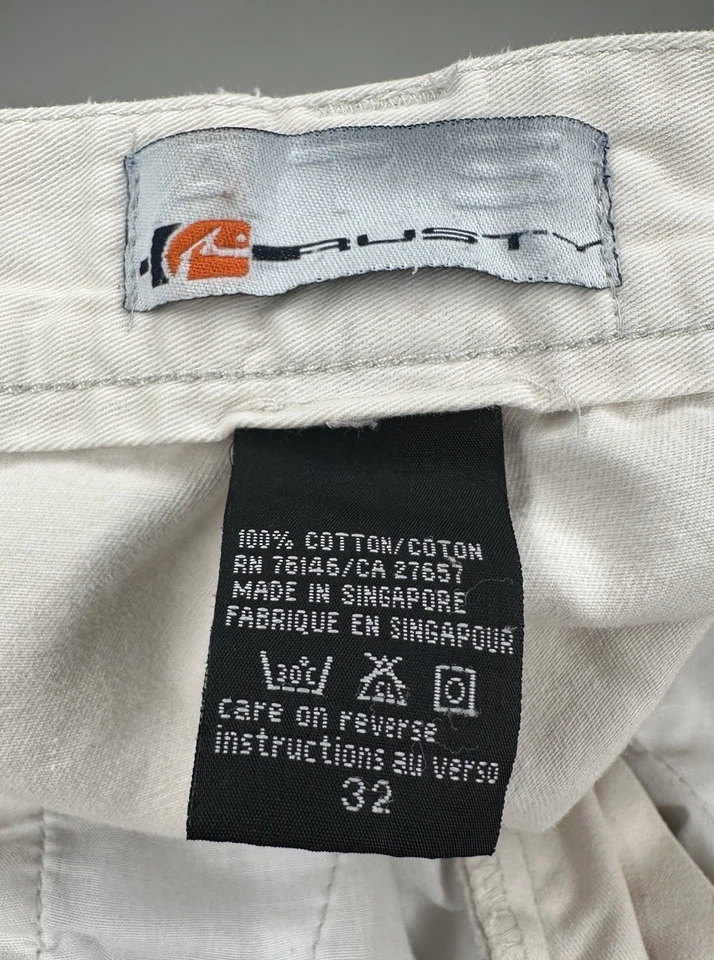 RUSTY
100% COTTON/COTON
RN 76146/CA 27657
MADE IN SINGAPORE
FABRIQUE EN SINGAPOUR
30°C CL
care on reverse
instructions au verso
32